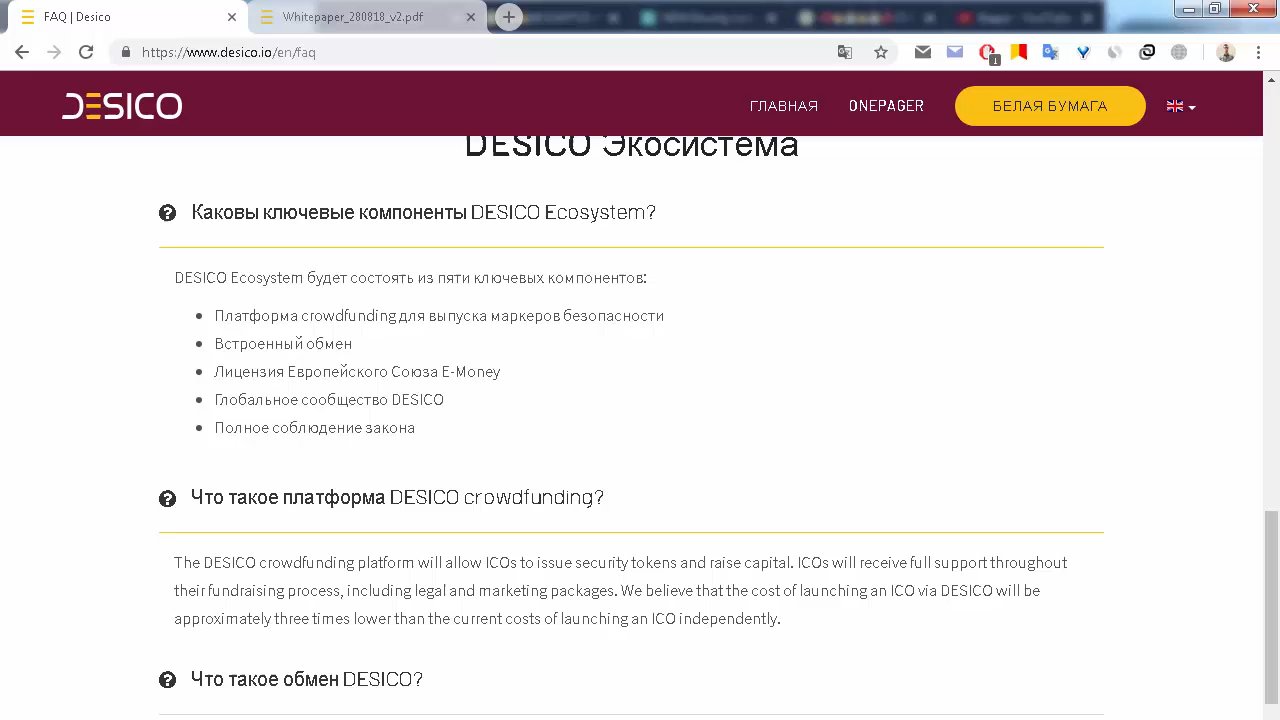 FAQ | Desico
Whitepaper_280818_v2.pdf
https://www.desico.io/en/faq
1
DESICO
ГЛАВНАЯ
ONEPAGER
БЕЛАЯ БУМАГА
DESICO Экосистема
Каковы ключевые компоненты DESICO Ecosystem?
DESICO Ecosystem будет состоять из пяти ключевых компонентов:
Платформа crowdfunding для выпуска маркеров безопасности
Встроенный обмен
Лицензия Европейского Союза E-Money
Глобальное сообщество DESICO
Полное соблюдение закона
Что такое платформа DESICO crowdfunding?
The DESICO crowdfunding platform will allow ICOs to issue security tokens and raise capital. ICOs will receive full support throughout
their fundraising process, including legal and marketing packages. We believe that the cost of launching an ICO via DESICO will be
approximately three times lower than the current costs of launching an ICO independently.
Что такое обмен DESICO?